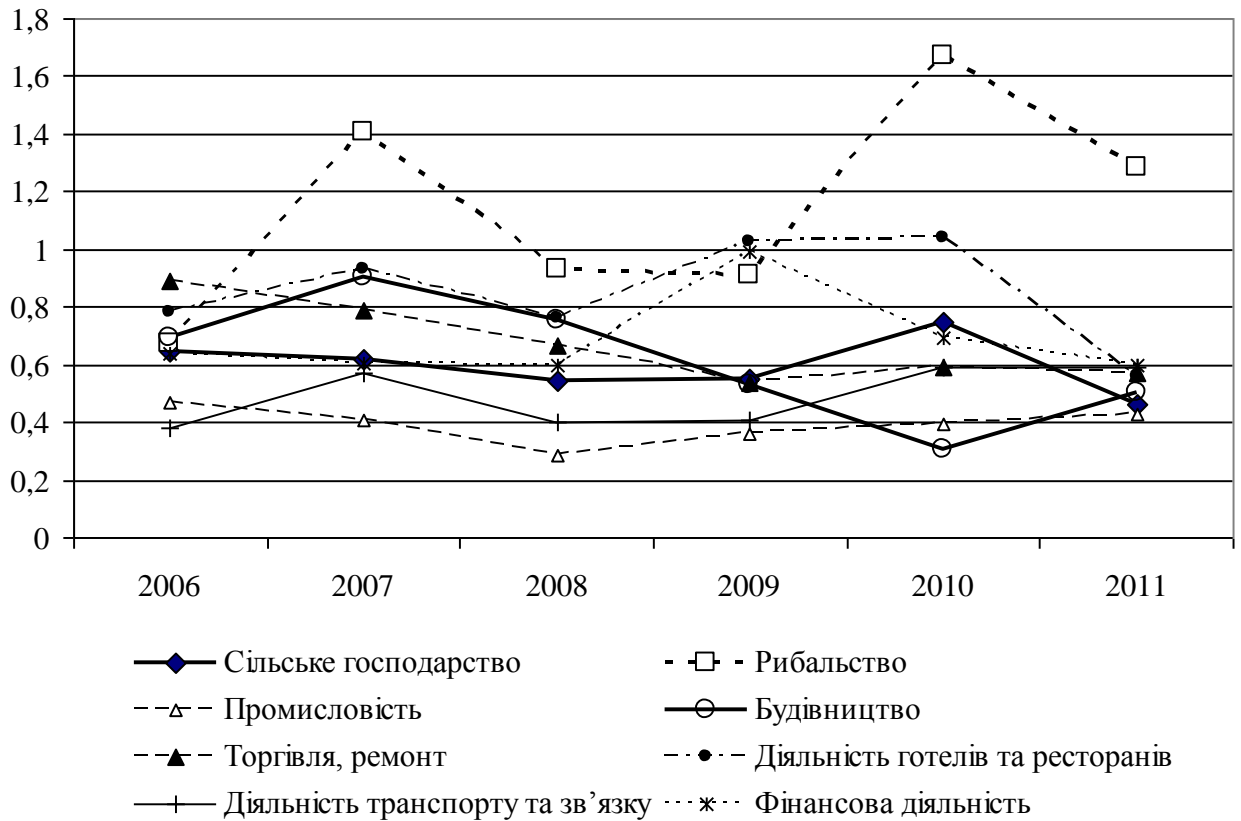 1,8
1,6
1,4
1,2
1
0,8
0,6
0,4
0,2
0
2006 2007 2008 2009 2010 2011
Сільське господарство Рибальство
Промисловість Будівництво
Торгівля, ремонт Діяльність готелів та ресторанів
Діяльність транспорту та зв’язку Фінансова діяльність